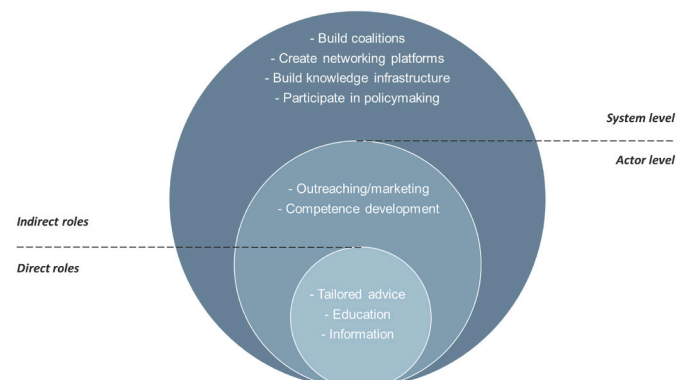 - Build coalitions
- Create networking platforms
- Build knowledge infrastructure
- Participate in policymaking
System level
Actor level
- Outreaching/marketing
- Competence development
Indirect roles
Direct roles
- Tailored advice
- Education
- Information